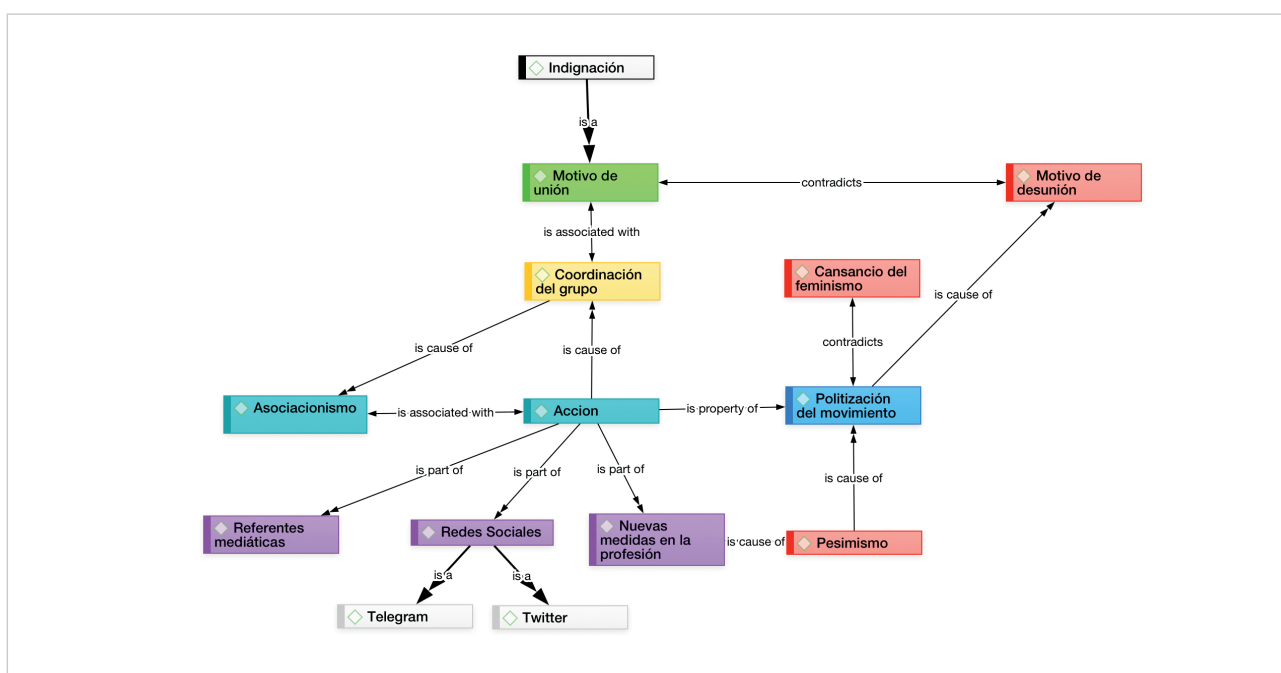 Indignación
is a
Motivo de
unión
contradicts
Motivo de
desunión
is associated with
Coordinación
del grupo
Cansancio del
feminismo
is cause of
contradicts
is cause of
is cause of
Asociacionismo
is associated with
Accion
is property of
Politización
del movimiento
is part of
is part of
is part of
is cause of
Referentes
mediáticas
Redes Sociales
Nuevas
medidas en la
profesión
is cause of
Pesimismo
is a
is a
Telegram
Twitter